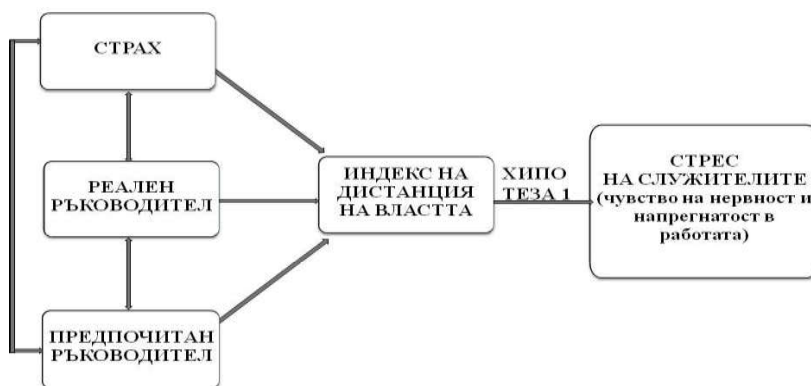 СТРАХ
РЕАЛЕН
РЪКОВОДИТЕЛ
ПРЕДПОЧИТАН
РЪКОВОДИТЕЛ
ИНДЕКС НА
ДИСТАНЦИЯ
НА ВЛАСТТА
ХИПО
ТЕЗА 1
СТРЕС
НА СЛУЖИТЕЛИТЕ
(чувство на нервност и
напрегнатост в
работата)